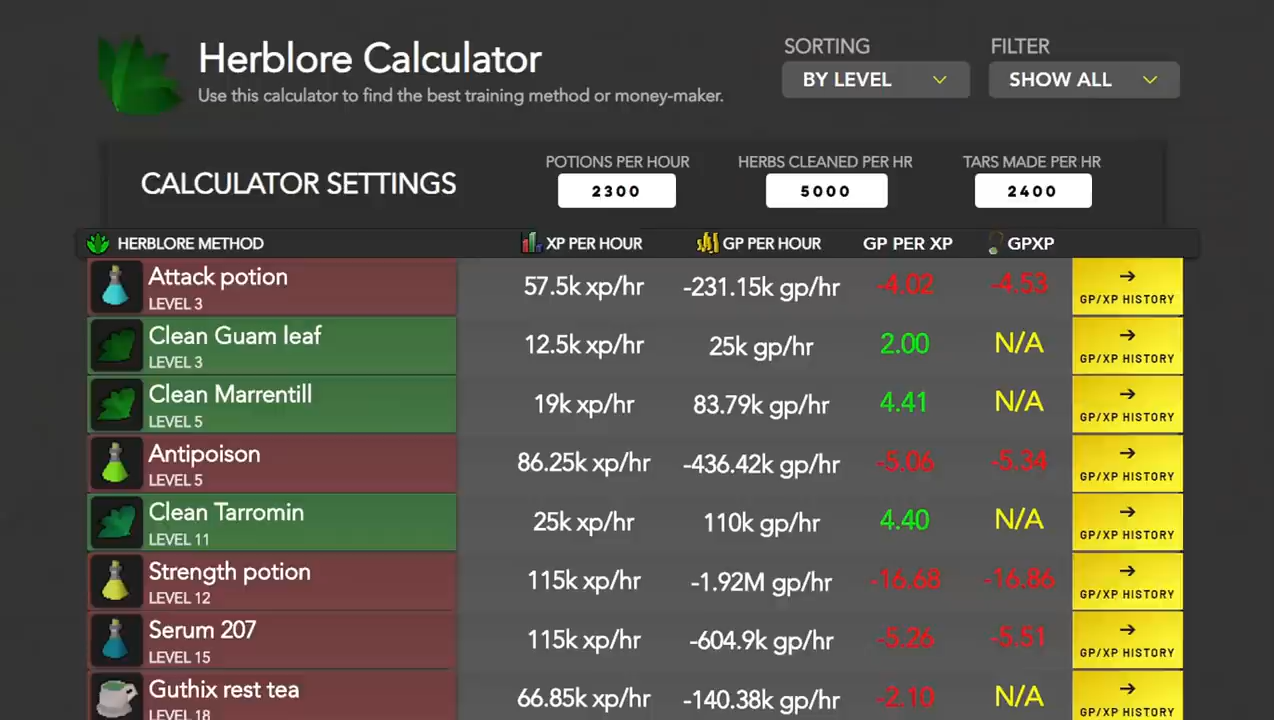 Herblore Calculator
Use this calculator to find the best training method or money-maker.
SORTING FILTER
BY LEVEL SHOW ALL
CALCULATOR SETTINGS
POTIONS PER HOUR HERBS CLEANED PER HR TARS MADE PER HR
2300 5000 2400
HERBLORE METHOD XP PER HOUR GP PER HOUR GP PER XP GPXP
Attack potion 57.5k xp/hr -231.15k gp/hr -4.02 -4.53 →
LEVEL 3 GP/XP HISTORY
Clean Guam leaf 12.5k xp/hr 25k gp/hr 2.00 N/A →
LEVEL 3 GP/XP HISTORY
Clean Marrentill 19k xp/hr 83.79k gp/hr 4.41 N/A →
LEVEL 5 GP/XP HISTORY
Antipoison 86.25k xp/hr -436.42k gp/hr -5.06 -5.34 →
LEVEL 5 GP/XP HISTORY
Clean Tarromin 25k xp/hr 110k gp/hr 4.40 N/A →
LEVEL 11 GP/XP HISTORY
Strength potion 115k xp/hr -1.92M gp/hr -16.68 -16.86 →
LEVEL 12 GP/XP HISTORY
Serum 207 115k xp/hr -604.9k gp/hr -5.26 -5.51 →
LEVEL 15 GP/XP HISTORY
Guthix rest tea 66.85k xp/hr -140.38k gp/hr -2.10 N/A →
LEVEL 18 GP/XP HISTORY